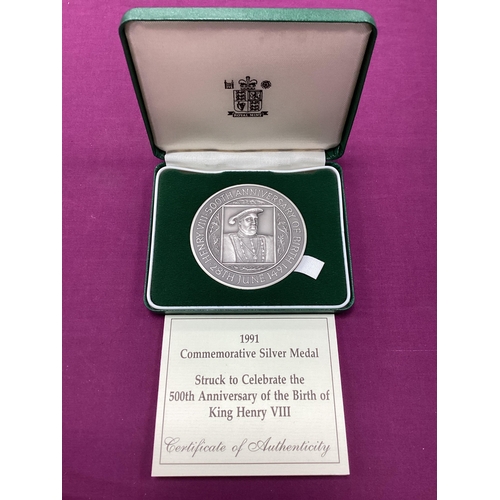 ROYAL MINT
HENRY VIII·500TH ANNIVERSARY OF BIRTH
28TH JUNE 1491
1991
Commemorative Silver Medal
Struck to Celebrate the
500th Anniversary of the Birth of
King Henry VIII
Certificate of Authenticity